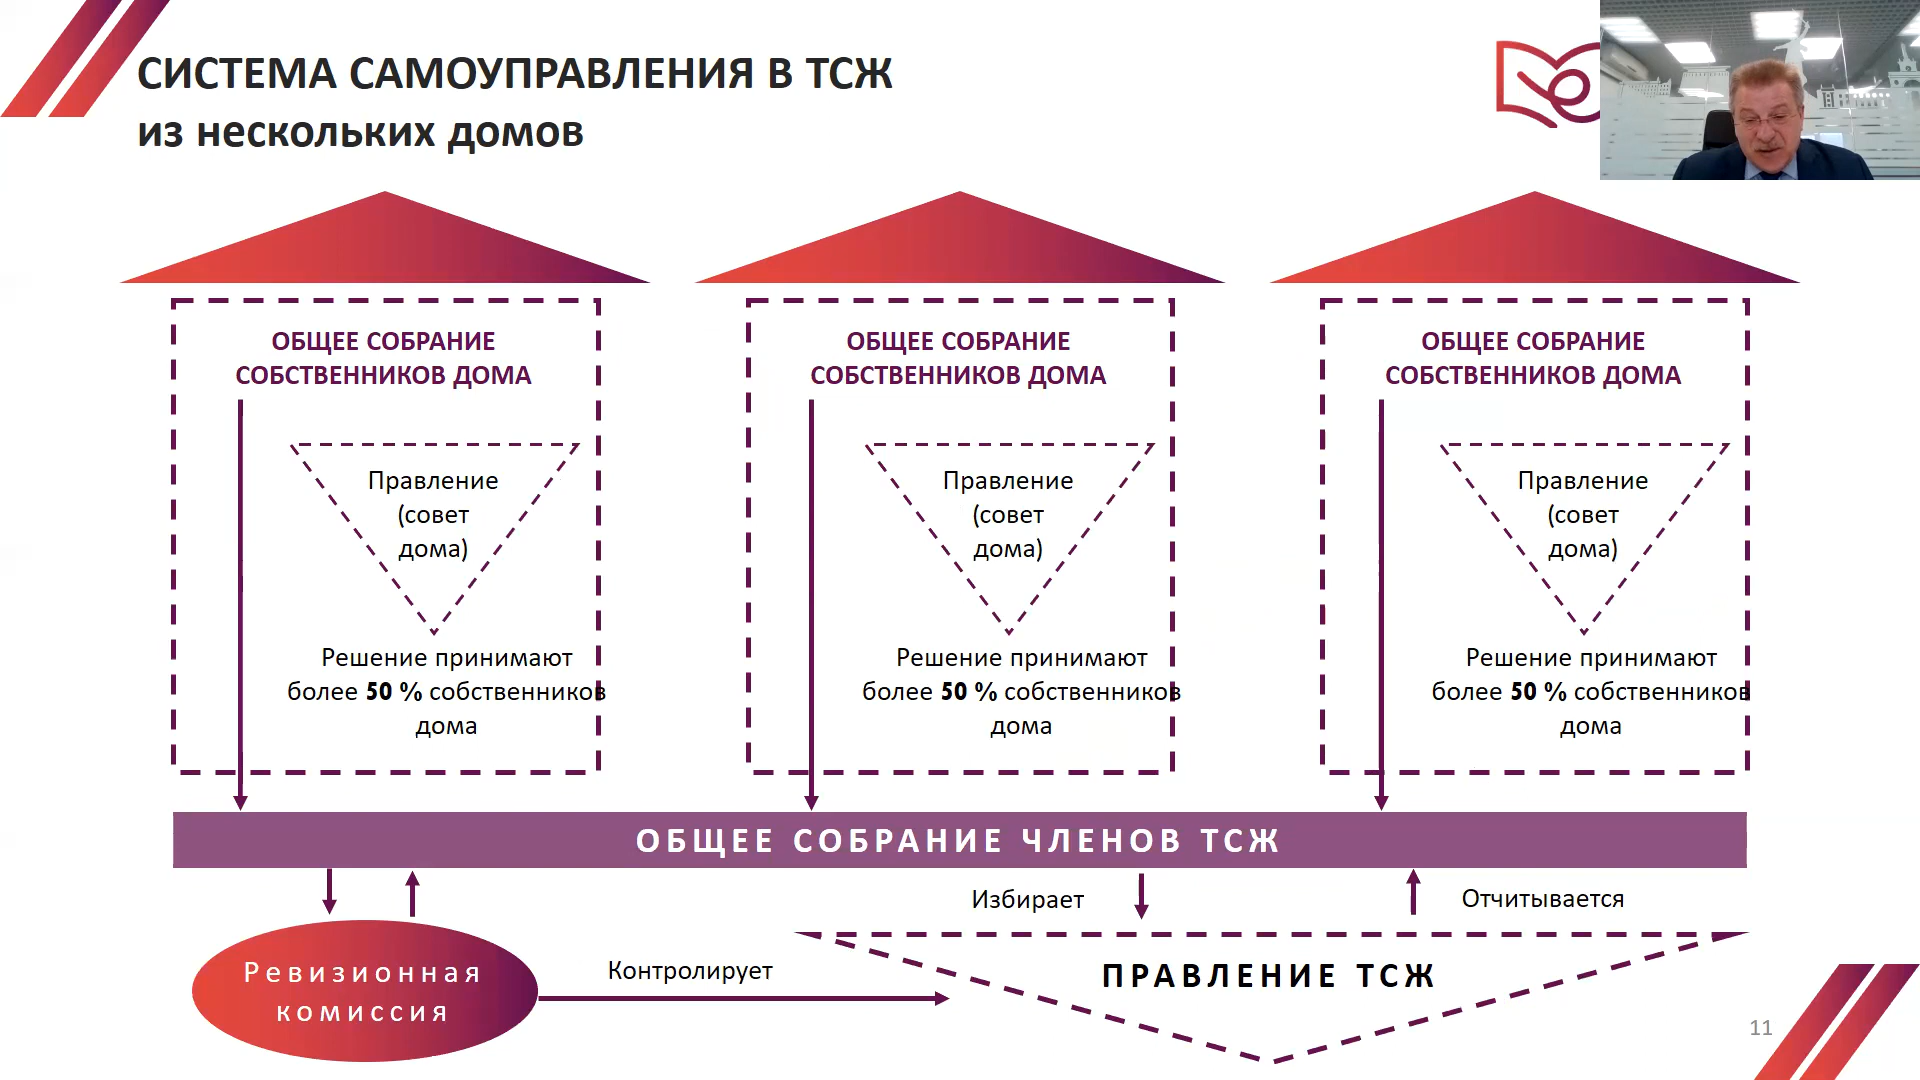 СИСТЕМА САМОУПРАВЛЕНИЯ В ТСЖ
из нескольких домов
ОБЩЕЕ СОБРАНИЕ
СОБСТВЕННИКОВ ДОМА
Правление
(совет
дома)
Решение принимают
более 50 % собственников
дома
ОБЩЕЕ СОБРАНИЕ
СОБСТВЕННИКОВ ДОМА
Правление
(совет
дома)
Решение принимают
более 50 % собственников
дома
ОБЩЕЕ СОБРАНИЕ
СОБСТВЕННИКОВ ДОМА
Правление
(совет
дома)
Решение принимают
более 50 % собственников
дома
ОБЩЕЕ СОБРАНИЕ ЧЛЕНОВ ТСЖ
Избирает
Отчитывается
Ревизионная
комиссия
Контролирует
ПРАВЛЕНИЕ ТСЖ
11